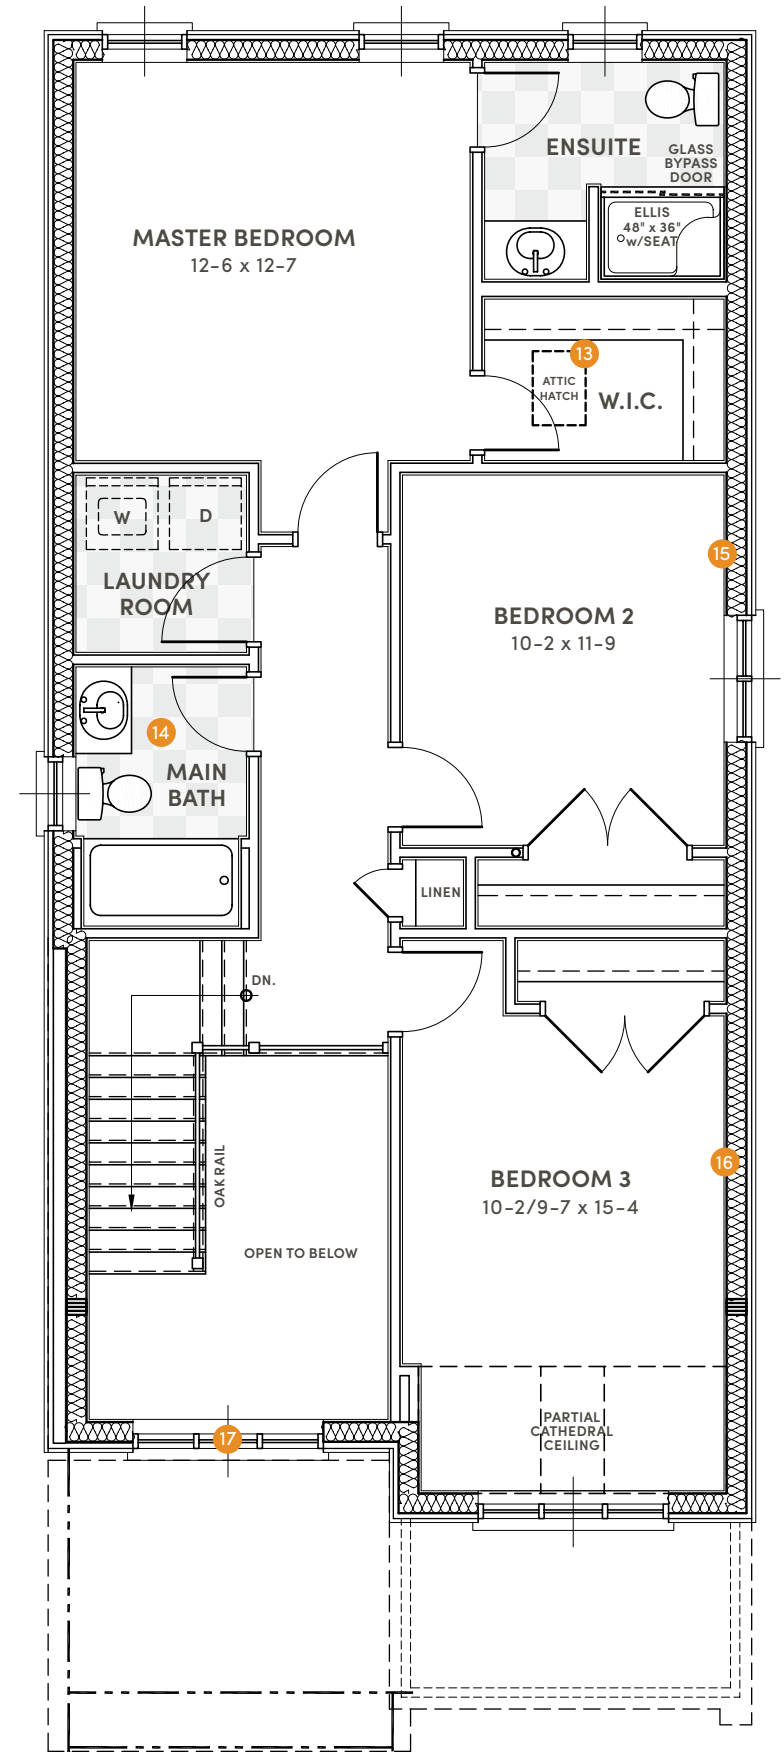 ENSUITE
GLASS
BYPASS
DOOR
ELLIS
48" x 36"
w/SEAT
MASTER BEDROOM
12-6 x 12-7
13
ATTIC
HATCH
W.I.C.
W
D
LAUNDRY
ROOM
15
BEDROOM 2
10-2 x 11-9
14
MAIN
BATH
LINEN
DN.
OAK RAIL
16
BEDROOM 3
10-2/9-7 x 15-4
OPEN TO BELOW
PARTIAL
CATHEDRAL
CEILING
17